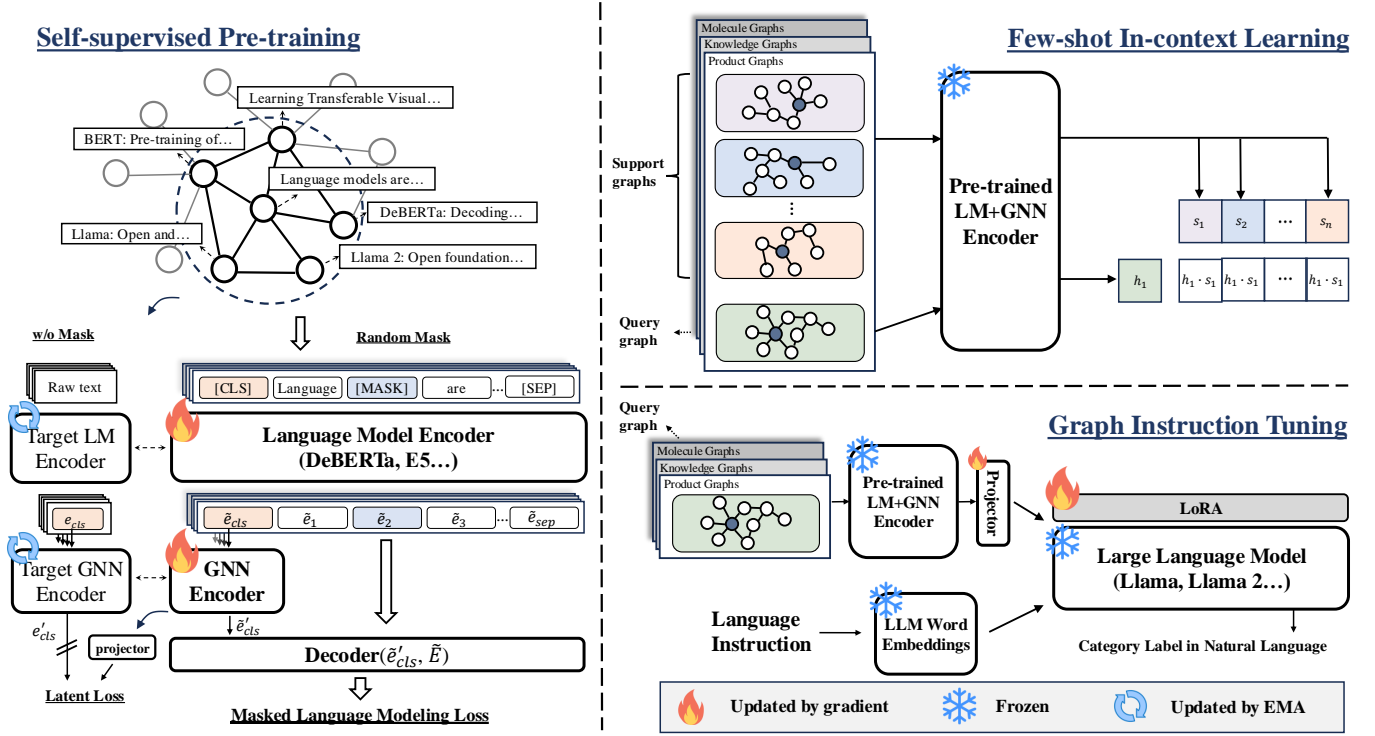 Self-supervised Pre-training
Learning Transferable Visual…
BERT: Pre-training of…
Language models are…
DeBERTa: Decoding…
Llama: Open and…
Llama 2: Open foundation…
w/o Mask
Random Mask
Raw text
[CLS] Language [MASK] are ... [SEP]
Target LM
Encoder
Language Model Encoder
(DeBERTa, E5…)
e_cls
ẽ_cls ẽ_1 ẽ_2 ẽ_3 ... ẽ_sep
Target GNN
Encoder
GNN
Encoder
e'_cls
ẽ'_cls
projector
Decoder(ẽ'_cls, Ẽ)
Latent Loss
Masked Language Modeling Loss
Few-shot In-context Learning
Molecule Graphs
Knowledge Graphs
Product Graphs
Support
graphs
Query
graph
Pre-trained
LM+GNN
Encoder
s_1 s_2 ... s_n
h_1
h_1 · s_1 h_1 · s_1 ... h_1 · s_1
Graph Instruction Tuning
Query
graph
Molecule Graphs
Knowledge Graphs
Product Graphs
Pre-trained
LM+GNN
Encoder
Projector
LoRA
Large Language Model
(Llama, Llama 2…)
Language
Instruction
LLM Word
Embeddings
Category Label in Natural Language
Updated by gradient
Frozen
Updated by EMA